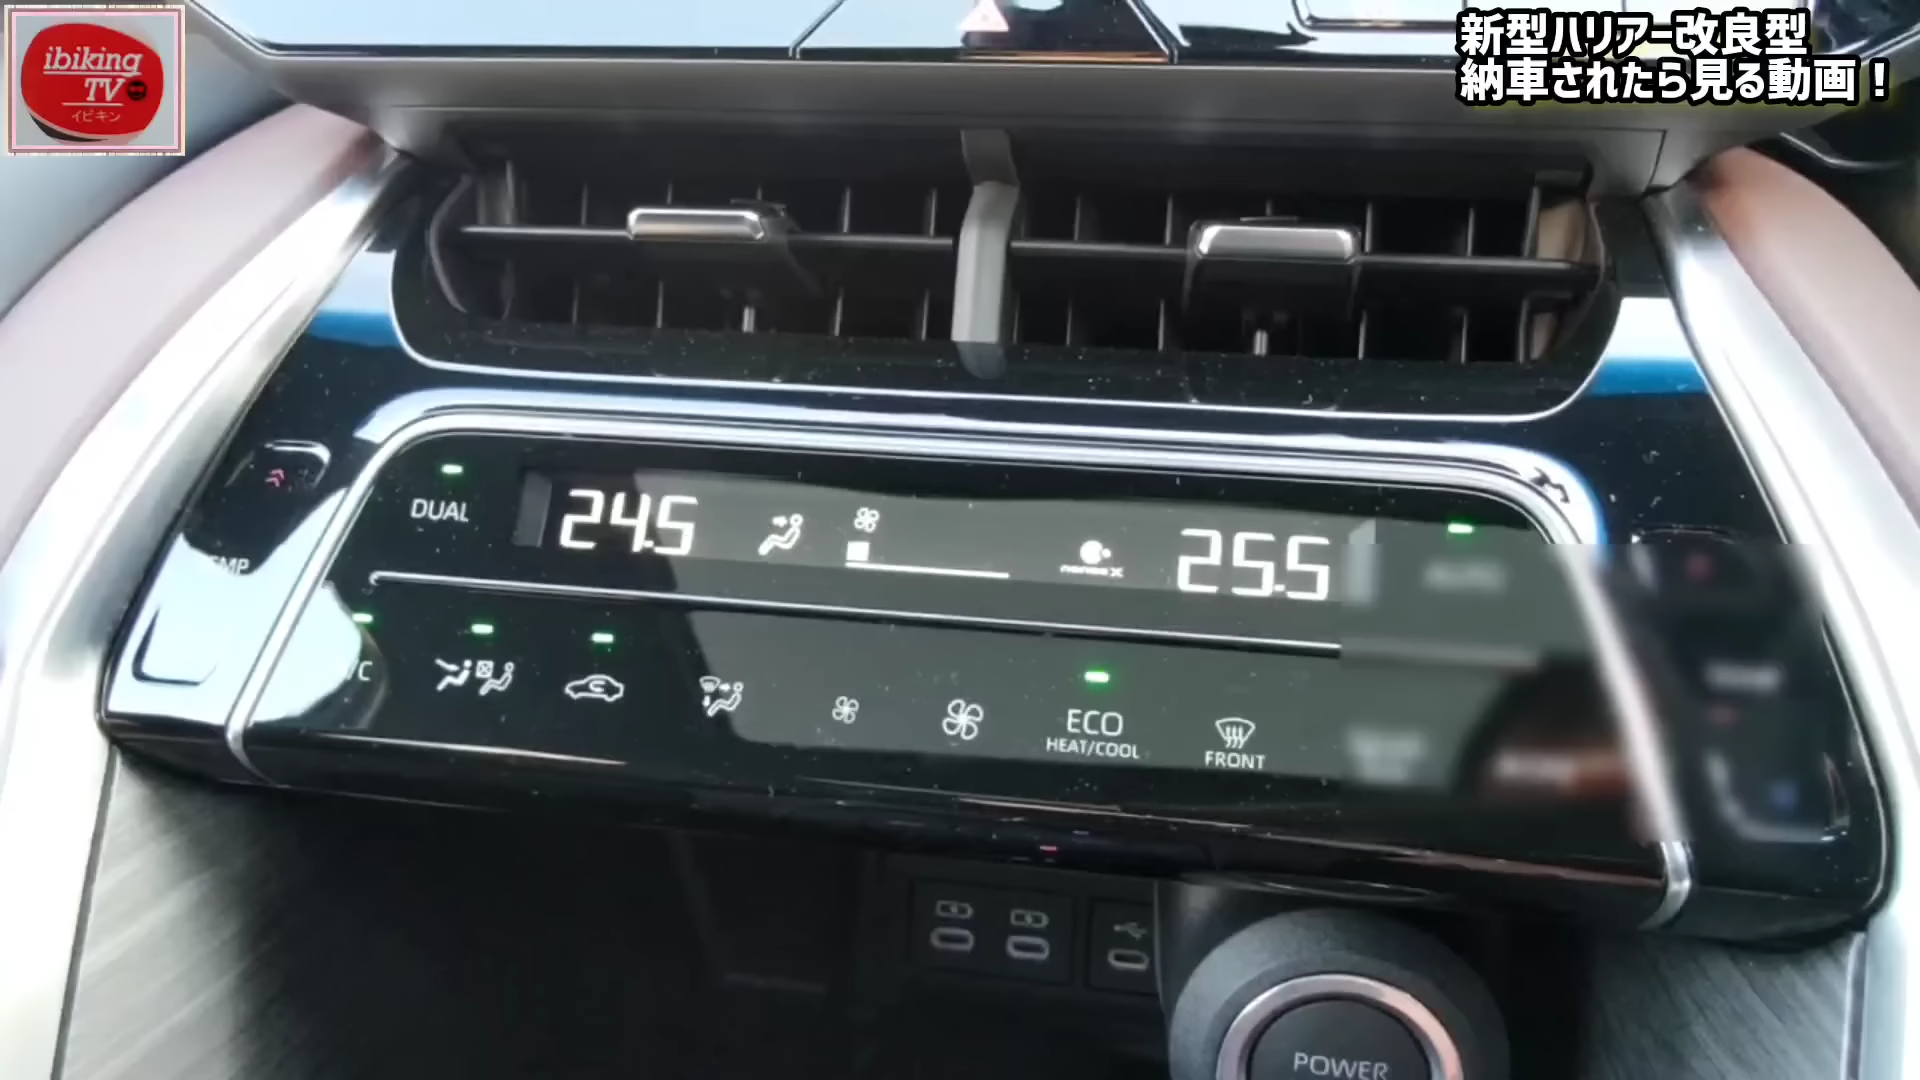 ibiking
TV
イビキン
新型ハリアー改良型
納車されたら見る動画！
DUAL
24.5
nanoe X
25.5
ECO
HEAT/COOL
FRONT
POWER